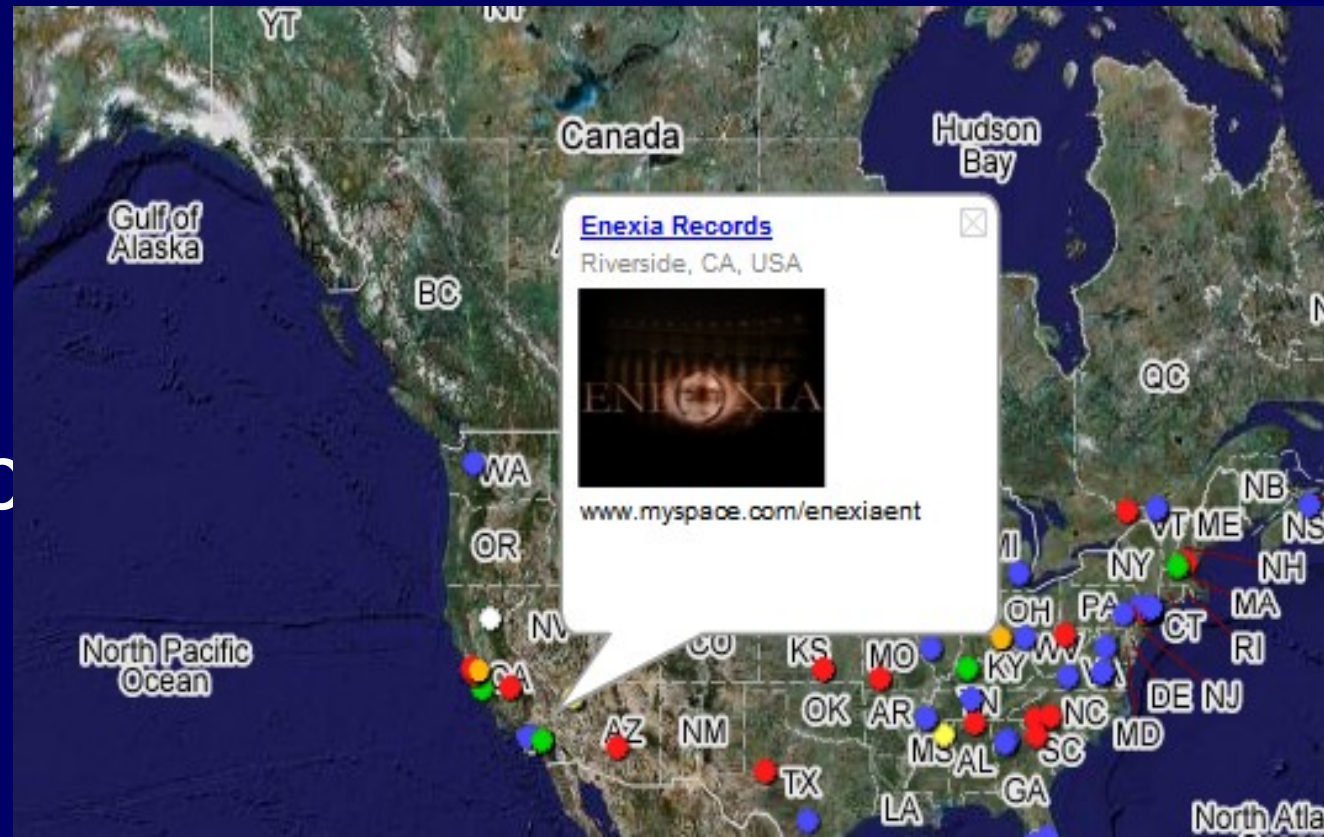 YT
NT
Canada
Hudson
Bay
Gulf of
Alaska
BC
Enexia Records
Riverside, CA, USA
ENEXIA
www.myspace.com/enexiaent
QC
WA
OR
NV
CA
AZ
CO
NM
KS
OK
TX
MO
AR
LA
MS
AL
TN
KY
MI
OH
WV
VA
NC
SC
GA
PA
NY
VT
ME
NB
NS
NH
MA
RI
CT
NJ
DE
MD
North Pacific
Ocean
North Atla